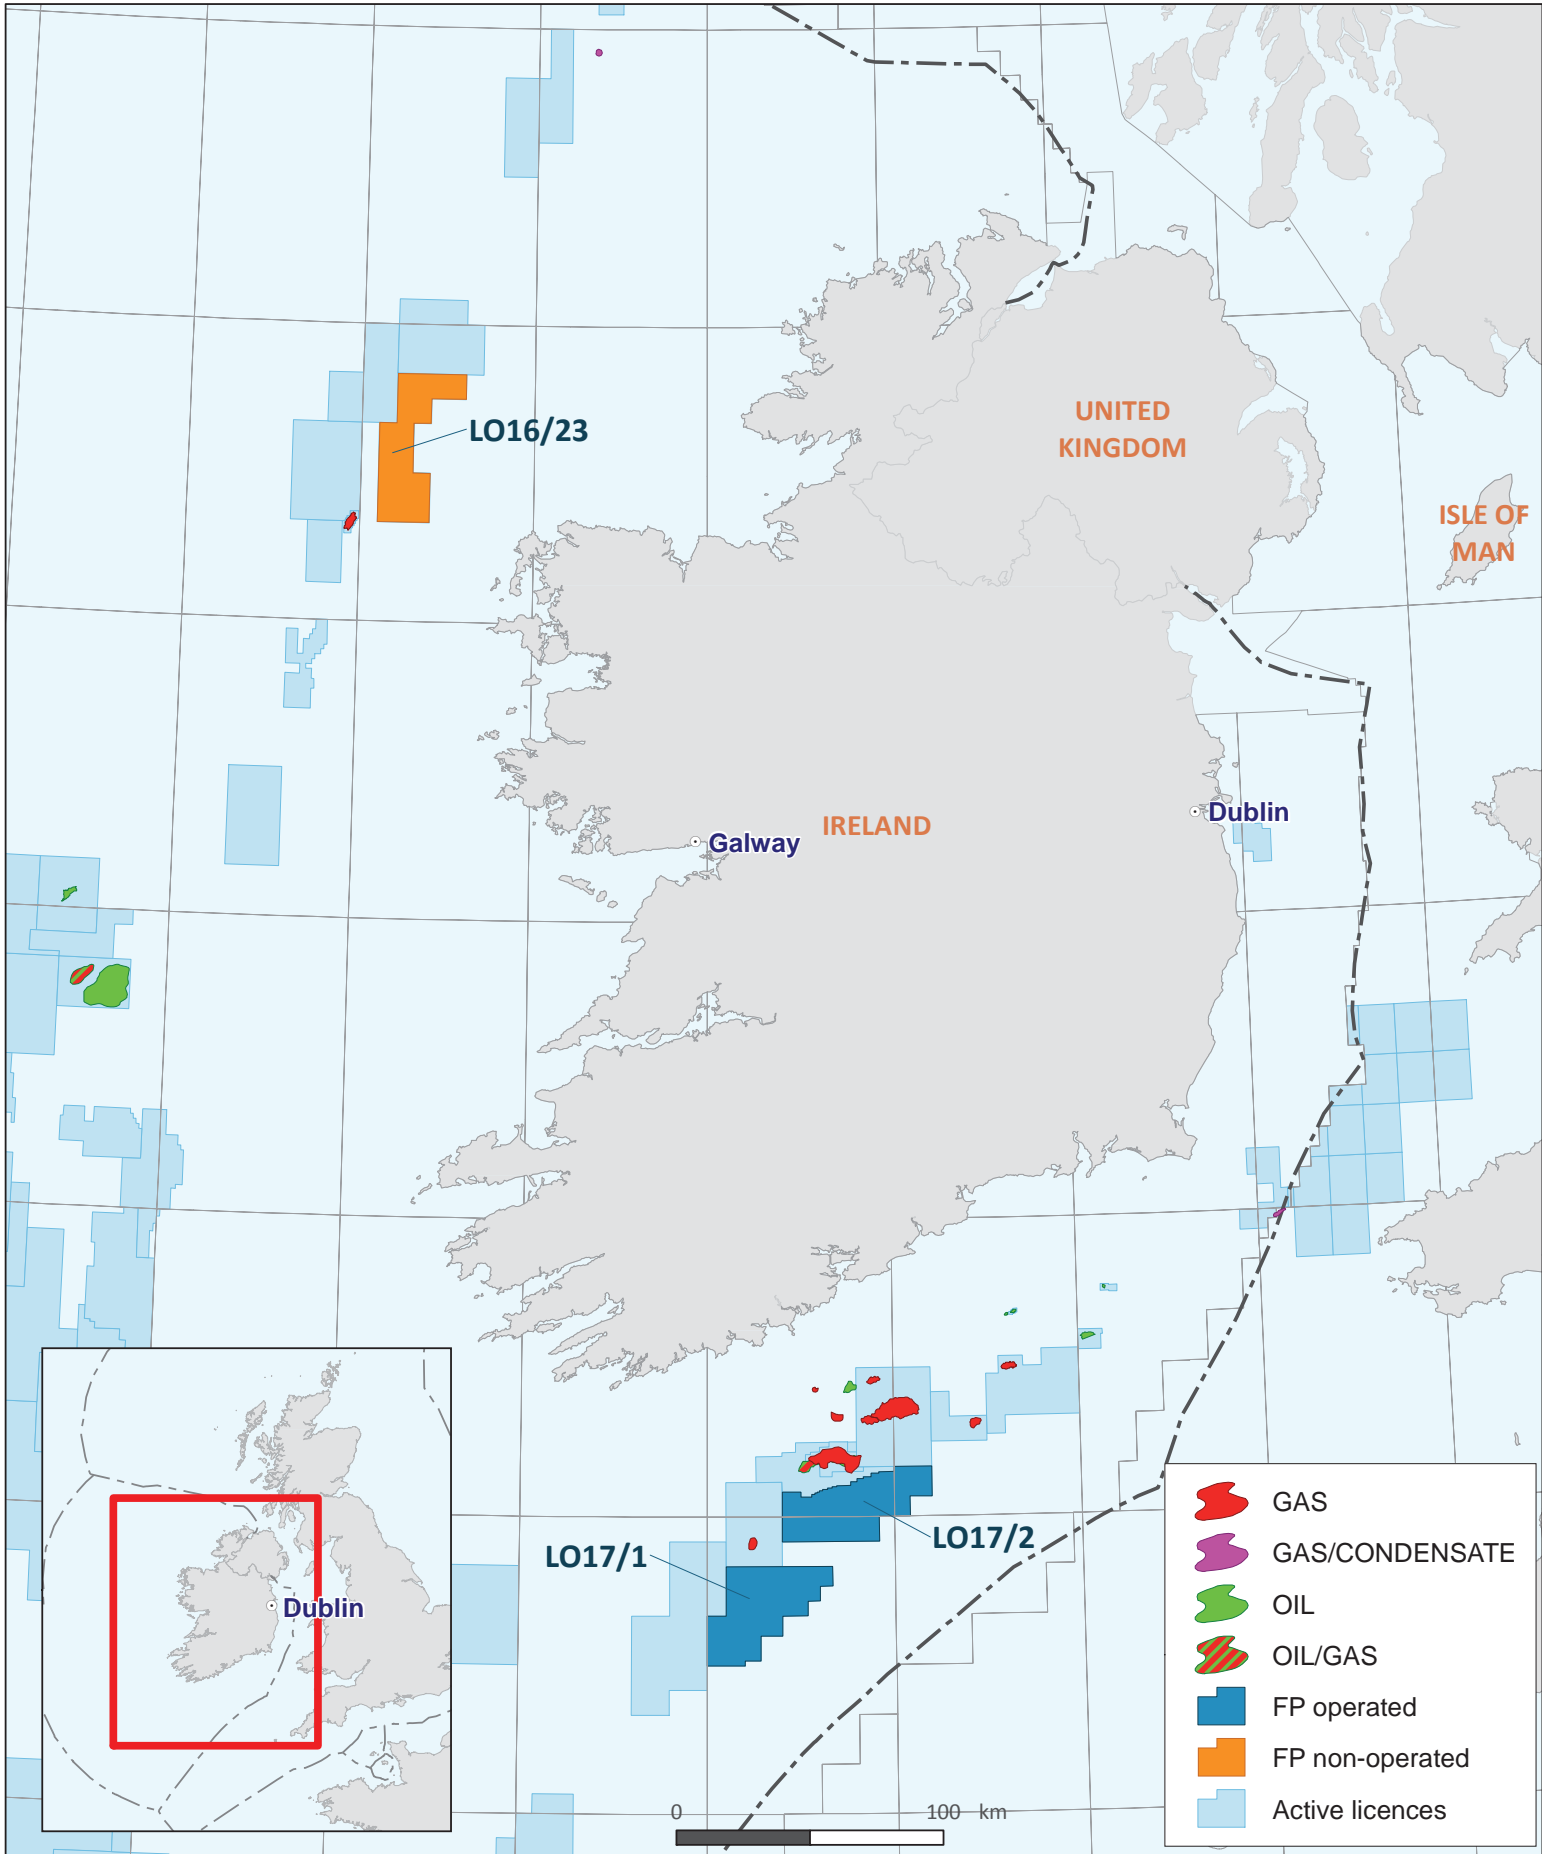 LO16/23
UNITED
KINGDOM
ISLE OF
MAN
Dublin
IRELAND
Galway
LO17/2
LO17/1
Dublin
0 100 km
GAS
GAS/CONDENSATE
OIL
OIL/GAS
FP operated
FP non-operated
Active licences